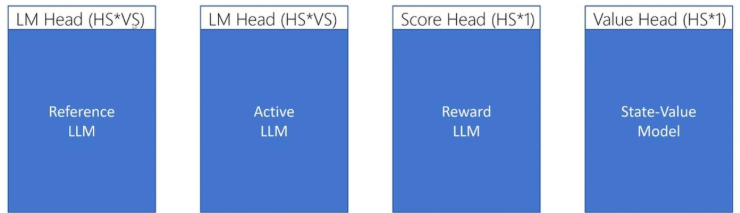 LM Head (HS*VS)
LM Head (HS*VS)
Score Head (HS*1)
Value Head (HS*1)
Reference
LLM
Active
LLM
Reward
LLM
State-Value
Model